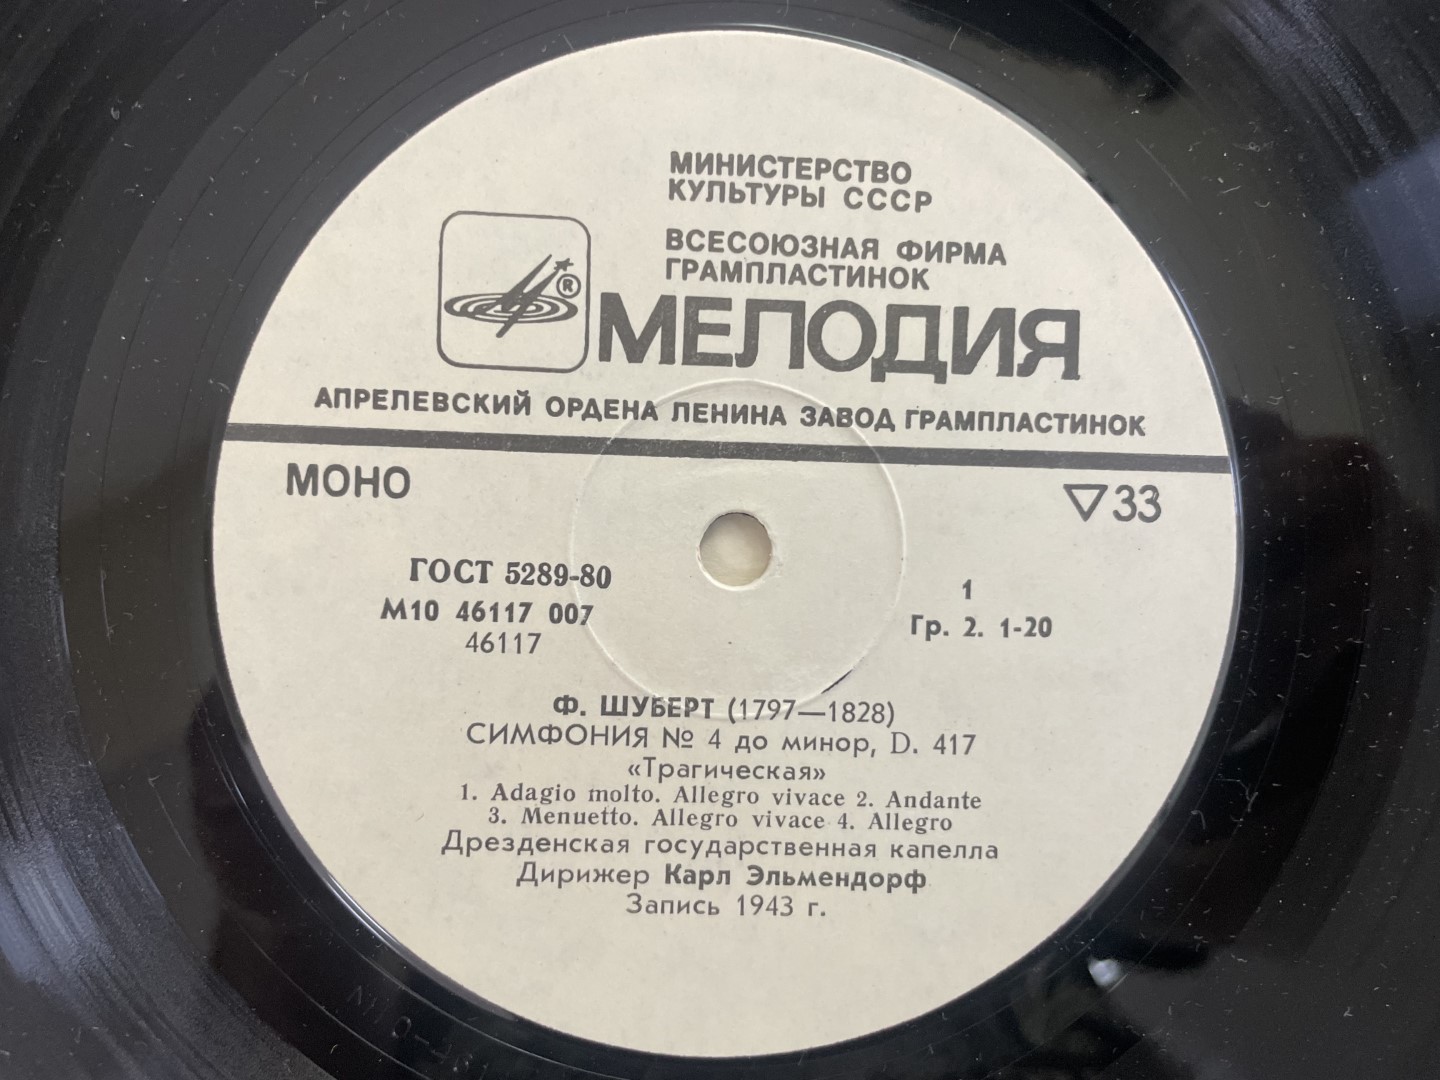 МИНИСТЕРСТВО
КУЛЬТУРЫ СССР
ВСЕСОЮЗНАЯ ФИРМА
ГРАМПЛАСТИНОК
®
МЕЛОДИЯ
АПРЕЛЕВСКИЙ ОРДЕНА ЛЕНИНА ЗАВОД ГРАМПЛАСТИНОК
МОНО
▽33
ГОСТ 5289-80
М10 46117 007
46117
1
Гр. 2. 1-20
Ф. ШУБЕРТ (1797—1828)
СИМФОНИЯ № 4 до минор, D. 417
«Трагическая»
1. Adagio molto. Allegro vivace 2. Andante
3. Menuetto. Allegro vivace 4. Allegro
Дрезденская государственная капелла
Дирижер Карл Эльмендорф
Запись 1943 г.